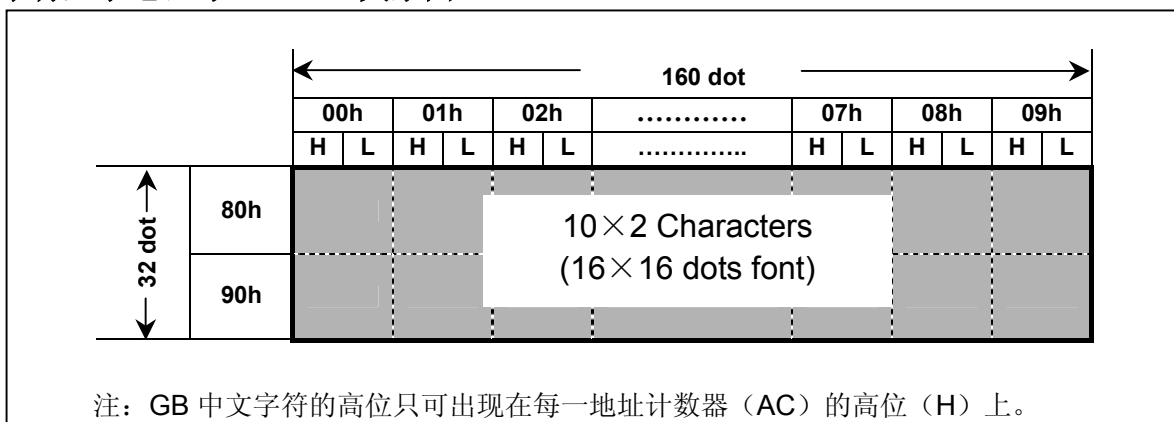 160 dot
00h 01h 02h ………… 07h 08h 09h
H L H L H L ………….. H L H L H L
32 dot
80h
90h
10×2 Characters
(16×16 dots font)
注：GB 中文字符的高位只可出现在每一地址计数器（AC）的高位（H）上。